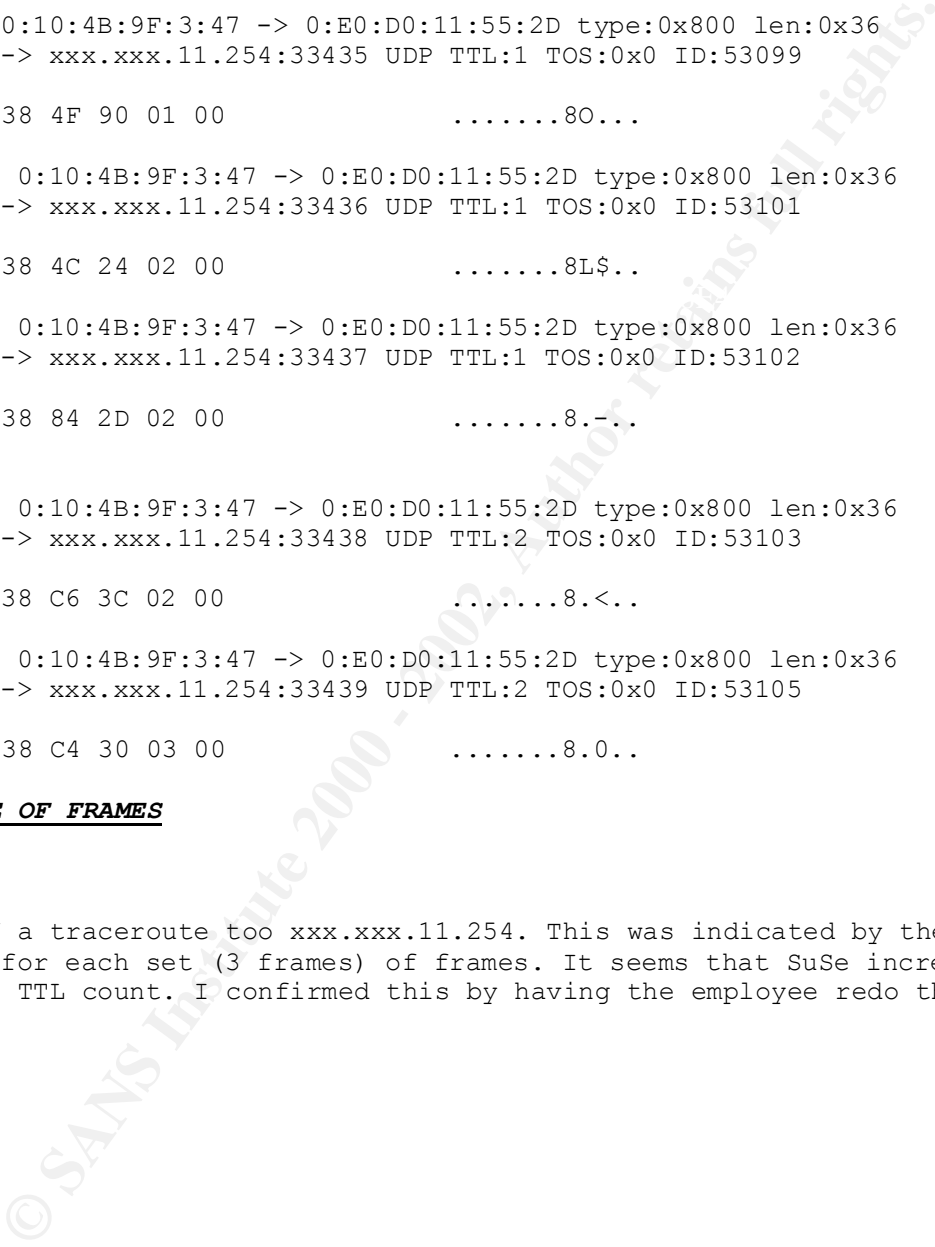 0:10:4B:9F:3:47 -> 0:E0:D0:11:55:2D type:0x800 len:0x36
-> xxx.xxx.11.254:33435 UDP TTL:1 TOS:0x0 ID:53099
38 4F 90 01 00 .......8O...
0:10:4B:9F:3:47 -> 0:E0:D0:11:55:2D type:0x800 len:0x36
-> xxx.xxx.11.254:33436 UDP TTL:1 TOS:0x0 ID:53101
38 4C 24 02 00 .......8L$..
0:10:4B:9F:3:47 -> 0:E0:D0:11:55:2D type:0x800 len:0x36
-> xxx.xxx.11.254:33437 UDP TTL:1 TOS:0x0 ID:53102
38 84 2D 02 00 .......8.-..
0:10:4B:9F:3:47 -> 0:E0:D0:11:55:2D type:0x800 len:0x36
-> xxx.xxx.11.254:33438 UDP TTL:2 TOS:0x0 ID:53103
38 C6 3C 02 00 .......8.<..
0:10:4B:9F:3:47 -> 0:E0:D0:11:55:2D type:0x800 len:0x36
-> xxx.xxx.11.254:33439 UDP TTL:2 TOS:0x0 ID:53105
38 C4 30 03 00 .......8.0..
OF FRAMES
a traceroute too xxx.xxx.11.254. This was indicated by the
for each set (3 frames) of frames. It seems that SuSe incre
TTL count. I confirmed this by having the employee redo th
© SANS Institute 2000 - 2002, Author retains full rights.